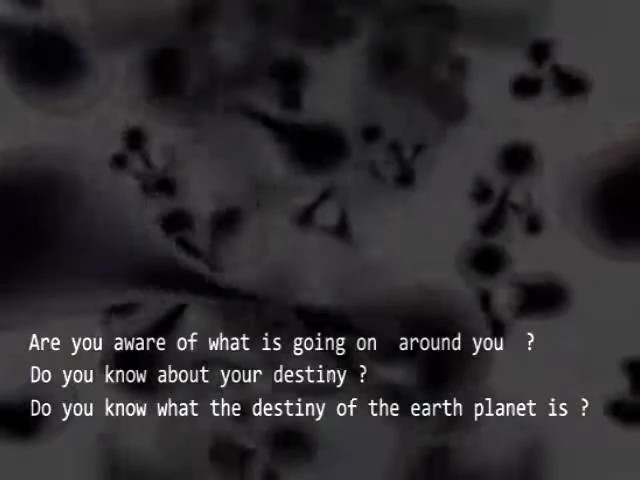 Are you aware of what is going on around you ?
Do you know about your destiny ?
Do you know what the destiny of the earth planet is ?